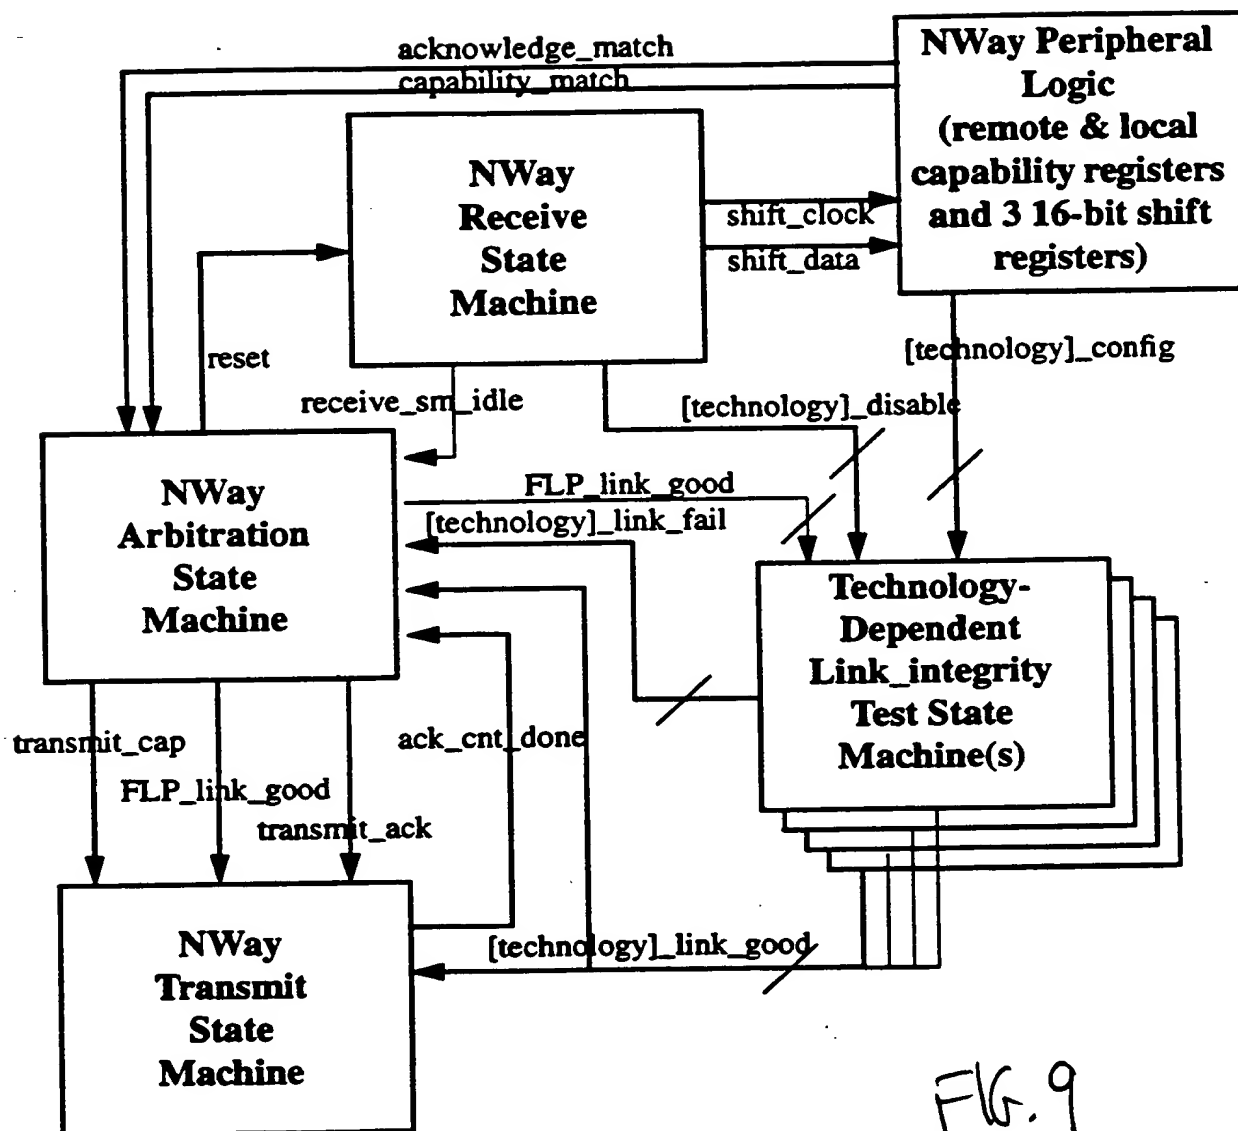 acknowledge_match
capability_match
NWay Peripheral
Logic
(remote & local
capability registers
and 3 16-bit shift
registers)
NWay
Receive
State
Machine
shift_clock
shift_data
reset
receive_sm_idle
[technology]_disable
[technology]_config
NWay
Arbitration
State
Machine
FLP_link_good
[technology]_link_fail
Technology-
Dependent
Link_integrity
Test State
Machine(s)
transmit_cap
FLP_link_good
transmit_ack
ack_cnt_done
[technology]_link_good
NWay
Transmit
State
Machine
FIG. 9